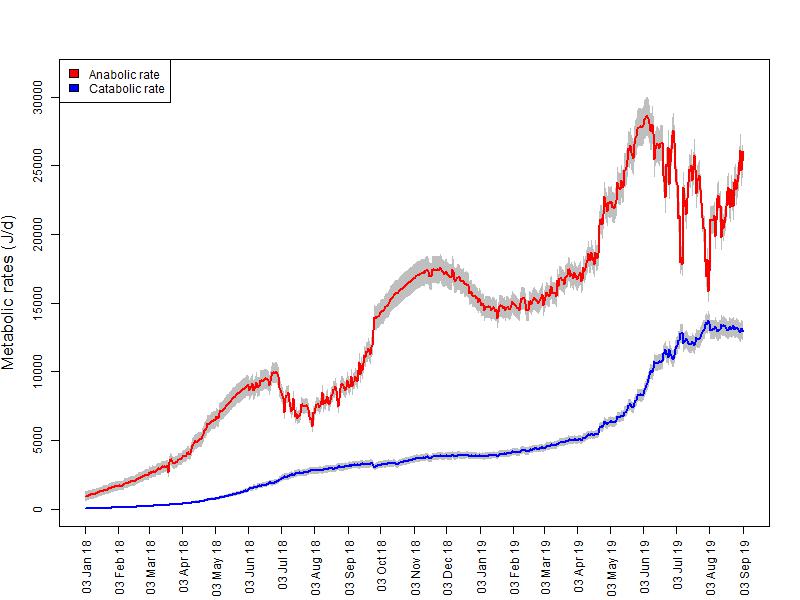 Anabolic rate
Catabolic rate
Metabolic rates (J/d)
30000
25000
20000
15000
10000
5000
0
03 Jan 18
03 Feb 18
03 Mar 18
03 Apr 18
03 May 18
03 Jun 18
03 Jul 18
03 Aug 18
03 Sep 18
03 Oct 18
03 Nov 18
03 Dec 18
03 Jan 19
03 Feb 19
03 Mar 19
03 Apr 19
03 May 19
03 Jun 19
03 Jul 19
03 Aug 19
03 Sep 19